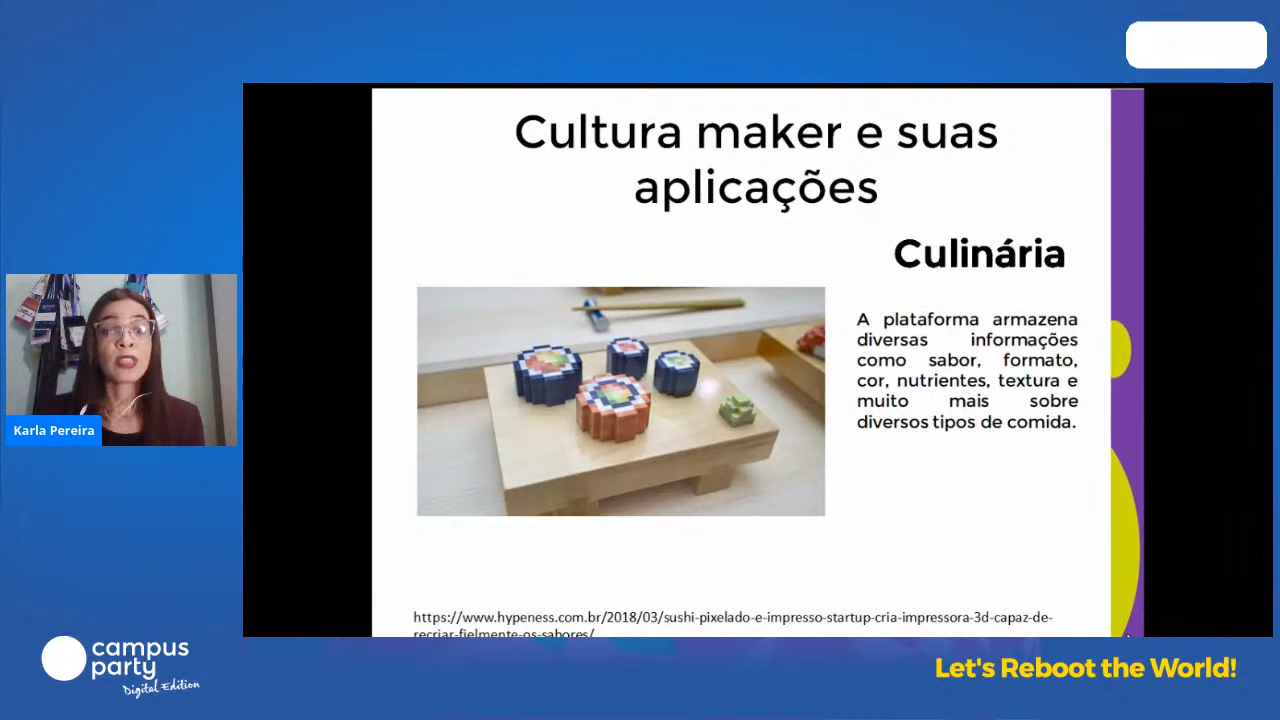 Cultura maker e suas
aplicações
Culinária
A plataforma armazena
diversas informações
como sabor, formato,
cor, nutrientes, textura e
muito mais sobre
diversos tipos de comida.
Karla Pereira
https://www.hypeness.com.br/2018/03/sushi-pixelado-e-impresso-startup-cria-impressora-3d-capaz-de-
recriar-fielmente-os-sabores/
campus
party
Digital Edition
Let's Reboot the World!